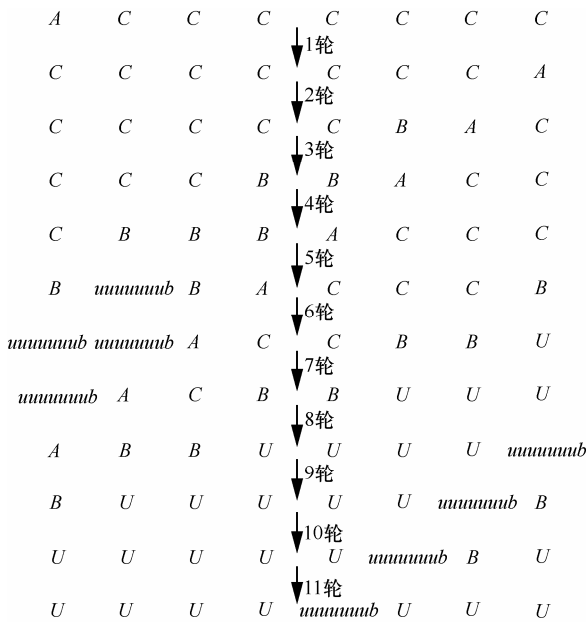 A C C C C C C C
1轮
C C C C C C C A
2轮
C C C C C B A C
3轮
C C C B B A C C
4轮
C B B B A C C C
5轮
B uuuuuuub B A C C C B
6轮
uuuuuuub uuuuuuub A C C B B U
7轮
uuuuuuub A C B B U U U
8轮
A B B U U U U uuuuuuub
9轮
B U U U U U uuuuuuub B
10轮
U U U U U uuuuuuub B U
11轮
U U U U uuuuuuub U U U